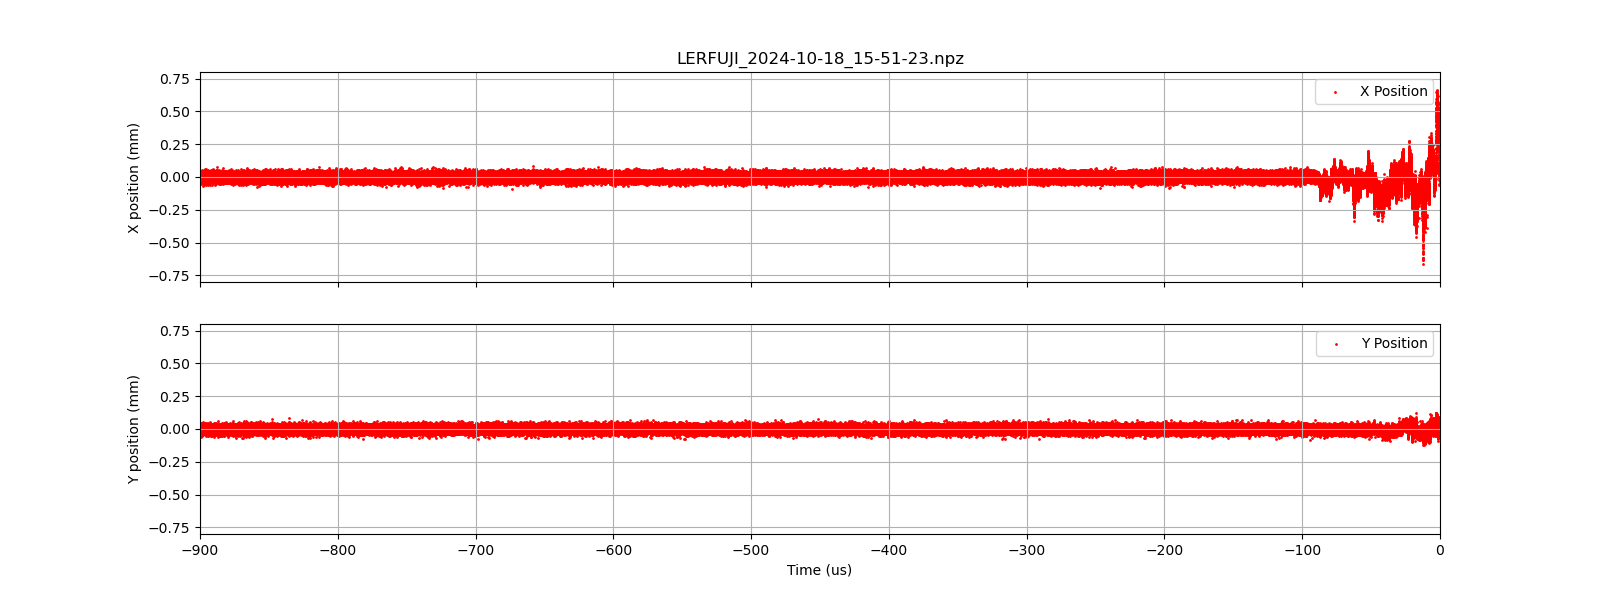 LERFUJI_2024-10-18_15-51-23.npz
0.75
0.50
0.25
0.00
−0.25
−0.50
−0.75
X position (mm)
X Position
0.75
0.50
0.25
0.00
−0.25
−0.50
−0.75
Y position (mm)
Y Position
−900 −800 −700 −600 −500 −400 −300 −200 −100 0
Time (us)